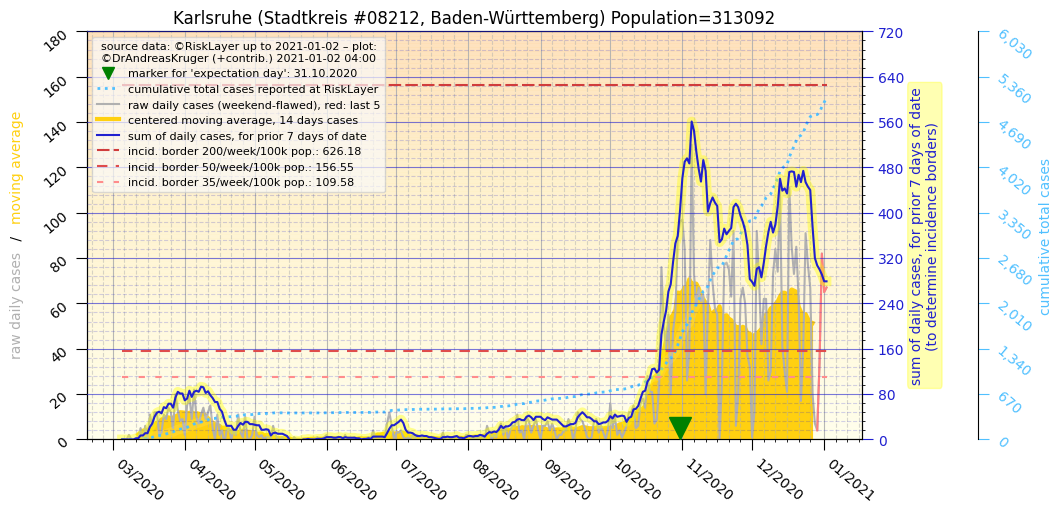 Karlsruhe (Stadtkreis #08212, Baden-Württemberg) Population=313092
source data: ©RiskLayer up to 2021-01-02 – plot:
©DrAndreasKruger (+contrib.) 2021-01-02 04:00
marker for 'expectation day': 31.10.2020
cumulative total cases reported at RiskLayer
raw daily cases (weekend-flawed), red: last 5
centered moving average, 14 days cases
sum of daily cases, for prior 7 days of date
incid. border 200/week/100k pop.: 626.18
incid. border 50/week/100k pop.: 156.55
incid. border 35/week/100k pop.: 109.58
raw daily cases / moving average
180
160
140
120
100
80
60
40
20
0
03/2020
04/2020
05/2020
06/2020
07/2020
08/2020
09/2020
10/2020
11/2020
12/2020
01/2021
720
640
560
480
400
320
240
160
80
0
sum of daily cases, for prior 7 days of date
(to determine incidence borders)
6,030
5,360
4,690
4,020
3,350
2,680
2,010
1,340
670
0
cumulative total cases